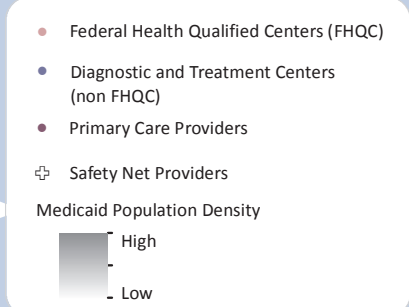 Federal Health Qualified Centers (FHQC)
Diagnostic and Treatment Centers
(non FHQC)
Primary Care Providers
Safety Net Providers
Medicaid Population Density
High
Low